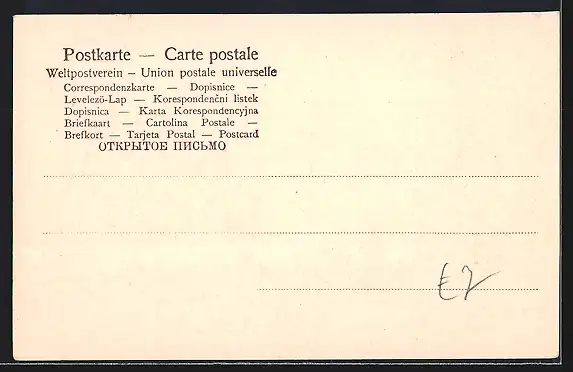 Postkarte — Carte postale
Weltpostverein – Union postale universelle
Correspondenzkarte — Dopisnice —
Levelező-Lap — Korespondenční lístek
Dopisnica — Karta Korespondencyjna
Briefkaart — Cartolina Postale —
Brefkort — Tarjeta Postal — Postcard
ОТКРЫТОЕ ПИСЬМО